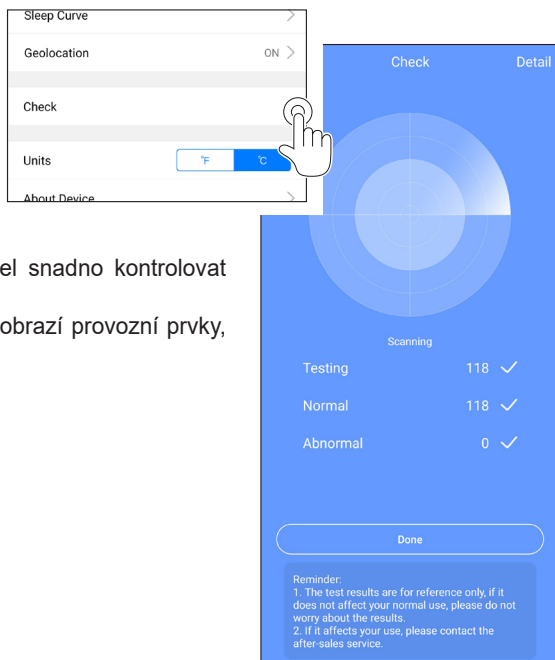 Sleep Curve
Geolocation ON
Check
Units °F °C
About Device
el snadno kontrolovat
obrazí provozní prvky,
Check Detail
Scanning
Testing 118
Normal 118
Abnormal 0
Done
Reminder:
1. The test results are for reference only, if it
does not affect your normal use, please do not
worry about the results.
2. If it affects your use, please contact the
after-sales service.